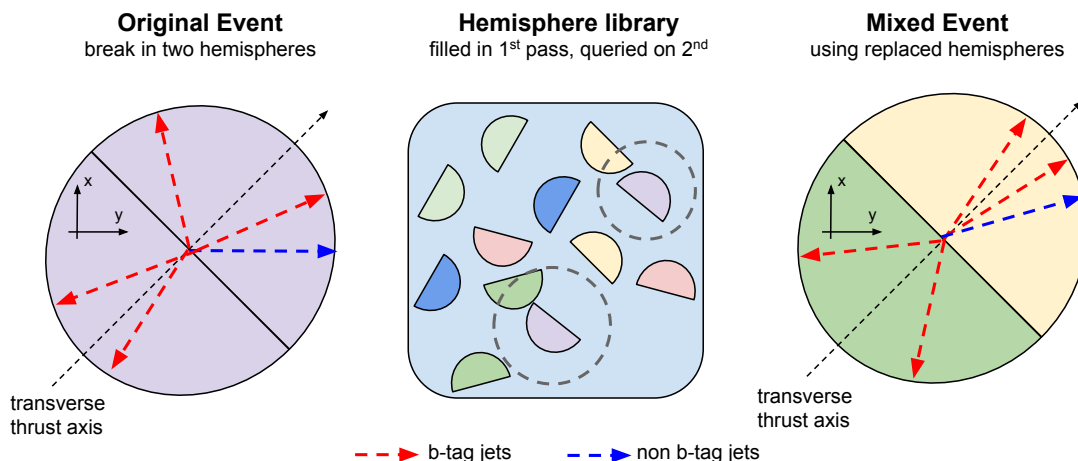 Original Event
break in two hemispheres
Hemisphere library
filled in 1st pass, queried on 2nd
Mixed Event
using replaced hemispheres
x
y
x
y
transverse
thrust axis
transverse
thrust axis
b-tag jets
non b-tag jets